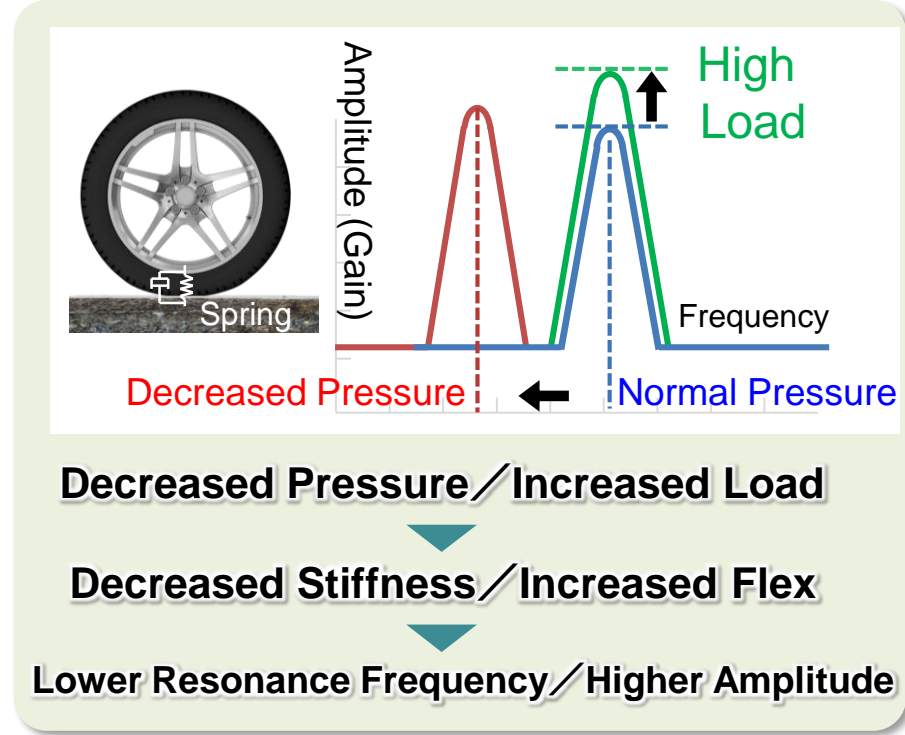 Amplitude (Gain)
High
Load
Spring
Frequency
Decreased Pressure
Normal Pressure
Decreased Pressure／Increased Load
Decreased Stiffness／Increased Flex
Lower Resonance Frequency／Higher Amplitude